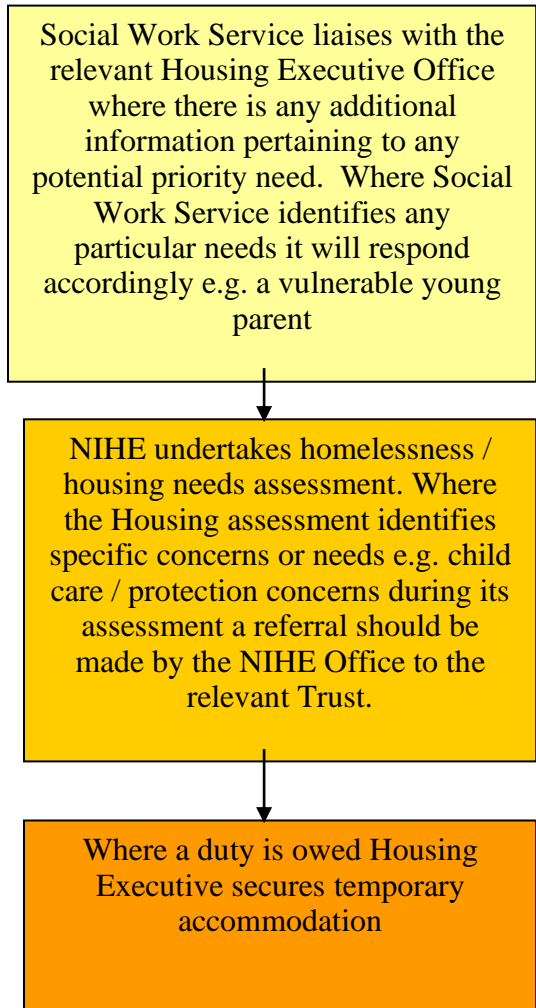 Social Work Service liaises with the
relevant Housing Executive Office
where there is any additional
information pertaining to any
potential priority need.  Where Social
Work Service identifies any
particular needs it will respond
accordingly e.g. a vulnerable young
parent
NIHE undertakes homelessness /
housing needs assessment. Where
the Housing assessment identifies
specific concerns or needs e.g. child
care / protection concerns during its
assessment a referral should be
made by the NIHE Office to the
relevant Trust.
Where a duty is owed Housing
Executive secures temporary
accommodation